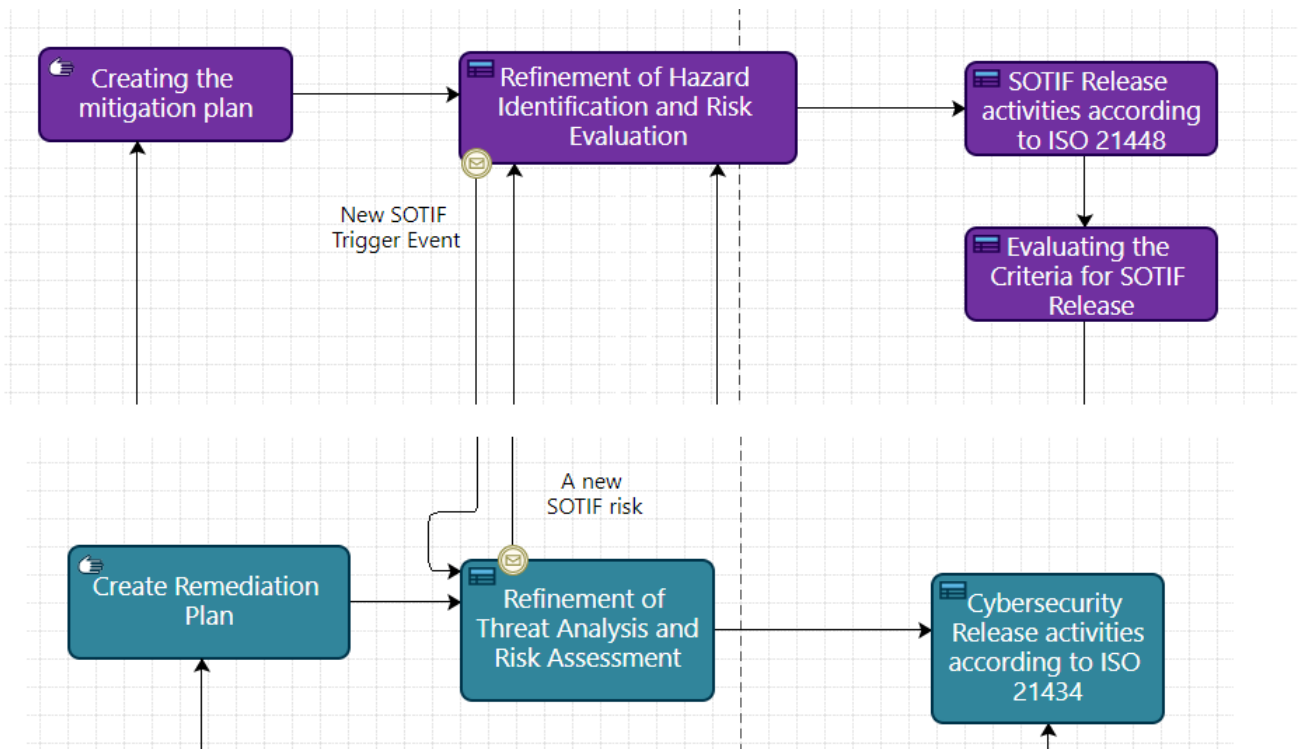 Creating the
mitigation plan
Refinement of Hazard
Identification and Risk
Evaluation
SOTIF Release
activities according
to ISO 21448
New SOTIF
Trigger Event
Evaluating the
Criteria for SOTIF
Release
A new
SOTIF risk
Create Remediation
Plan
Refinement of
Threat Analysis and
Risk Assessment
Cybersecurity
Release activities
according to ISO
21434